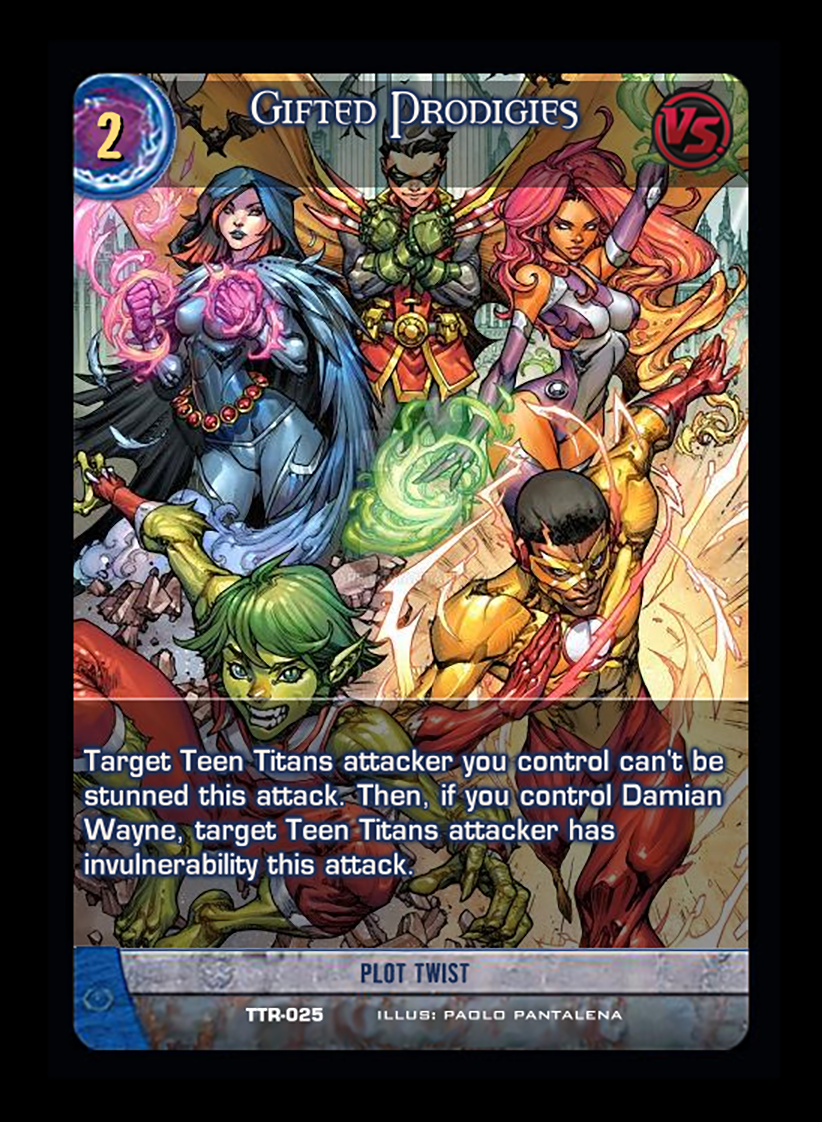 2
Gifted Prodigies
VS.
Target Teen Titans attacker you control can't be
stunned this attack. Then, if you control Damian
Wayne, target Teen Titans attacker has
invulnerability this attack.
PLOT TWIST
TTR-025 ILLUS: PAOLO PANTALENA